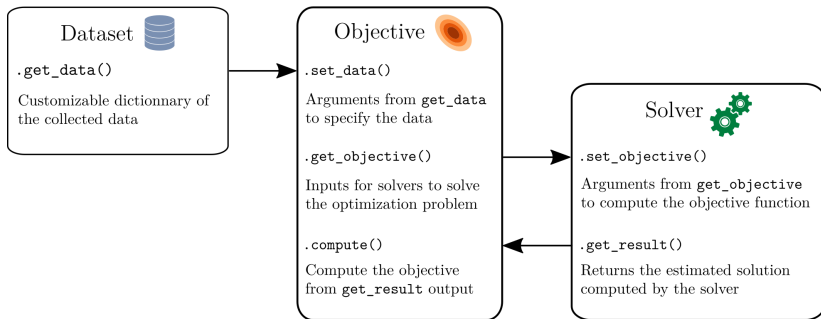 Dataset
.get_data()
Customizable dictionnary of
the collected data
Objective
.set_data()
Arguments from get_data
to specify the data
.get_objective()
Inputs for solvers to solve
the optimization problem
.compute()
Compute the objective
from get_result output
Solver
.set_objective()
Arguments from get_objective
to compute the objective function
.get_result()
Returns the estimated solution
computed by the solver